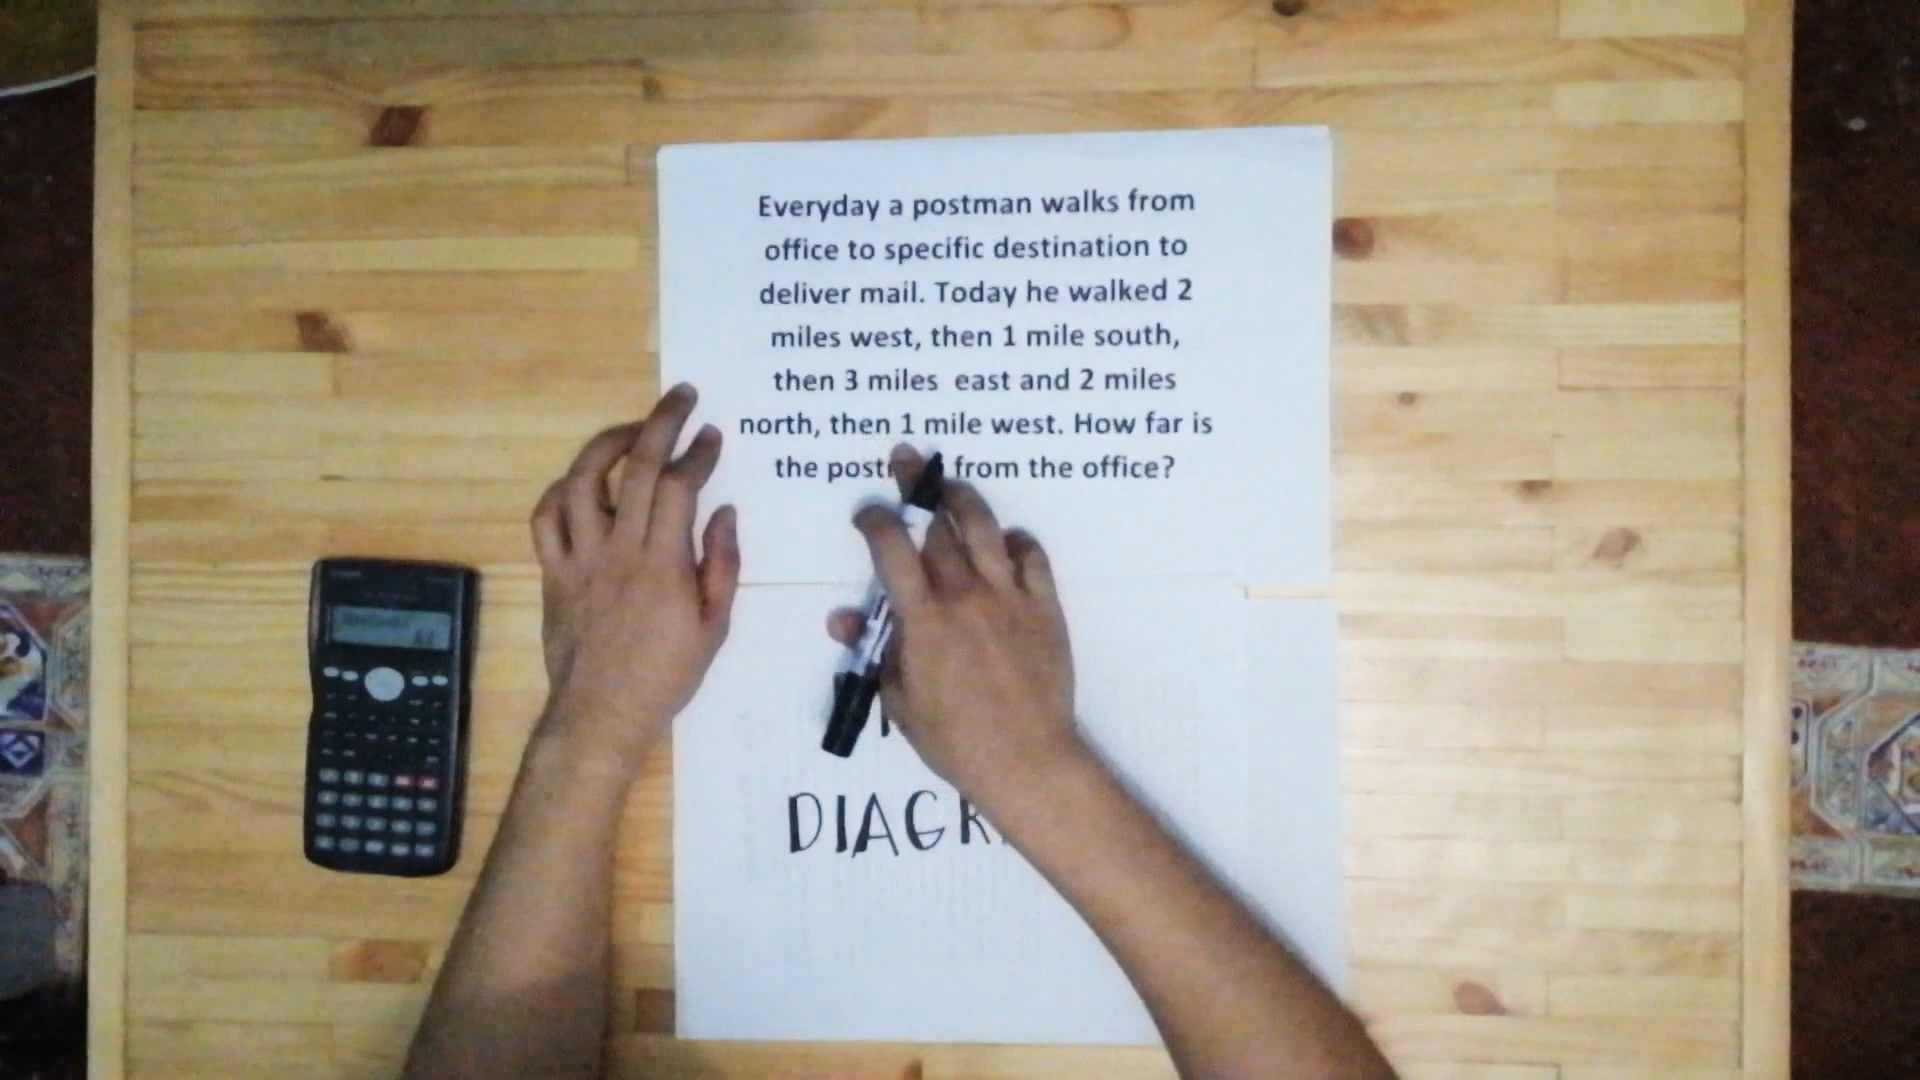 Everyday a postman walks from
office to specific destination to
deliver mail. Today he walked 2
miles west, then 1 mile south,
then 3 miles east and 2 miles
north, then 1 mile west. How far is
the from the office?